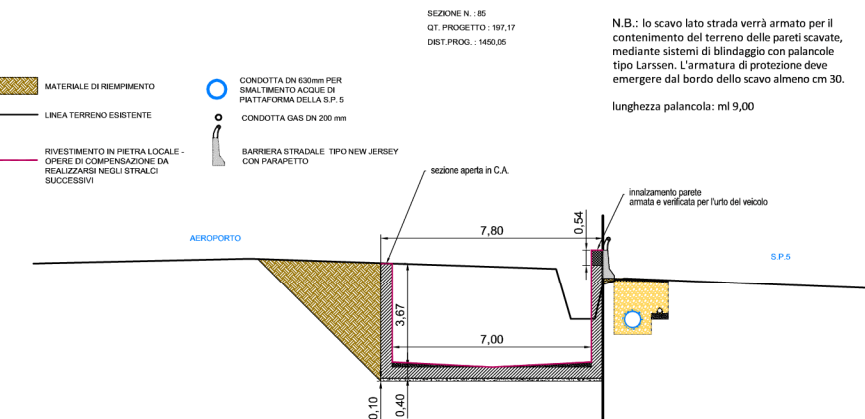 SEZIONE N. : 85
QT. PROGETTO : 197,17
DIST.PROG. : 1450,05
N.B.: lo scavo lato strada verrà armato per il
contenimento del terreno delle pareti scavate,
mediante sistemi di blindaggio con palancole
tipo Larssen. L'armatura di protezione deve
emergere dal bordo dello scavo almeno cm 30.
lunghezza palancola: ml 9,00
MATERIALE DI RIEMPIMENTO
LINEA TERRENO ESISTENTE
RIVESTIMENTO IN PIETRA LOCALE -
OPERE DI COMPENSAZIONE DA
REALIZZARSI NEGLI STRALCI
SUCCESSIVI
CONDOTTA DN 630mm PER
SMALTIMENTO ACQUE DI
PIATTAFORMA DELLA S.P. 5
CONDOTTA GAS DN 200 mm
BARRIERA STRADALE TIPO NEW JERSEY
CON PARAPETTO
sezione aperta in C.A.
innalzamento parete
armata e verificata per l'urto del veicolo
AEROPORTO
7,80
0,54
S.P.5
3,67
7,00
0,10
0,40